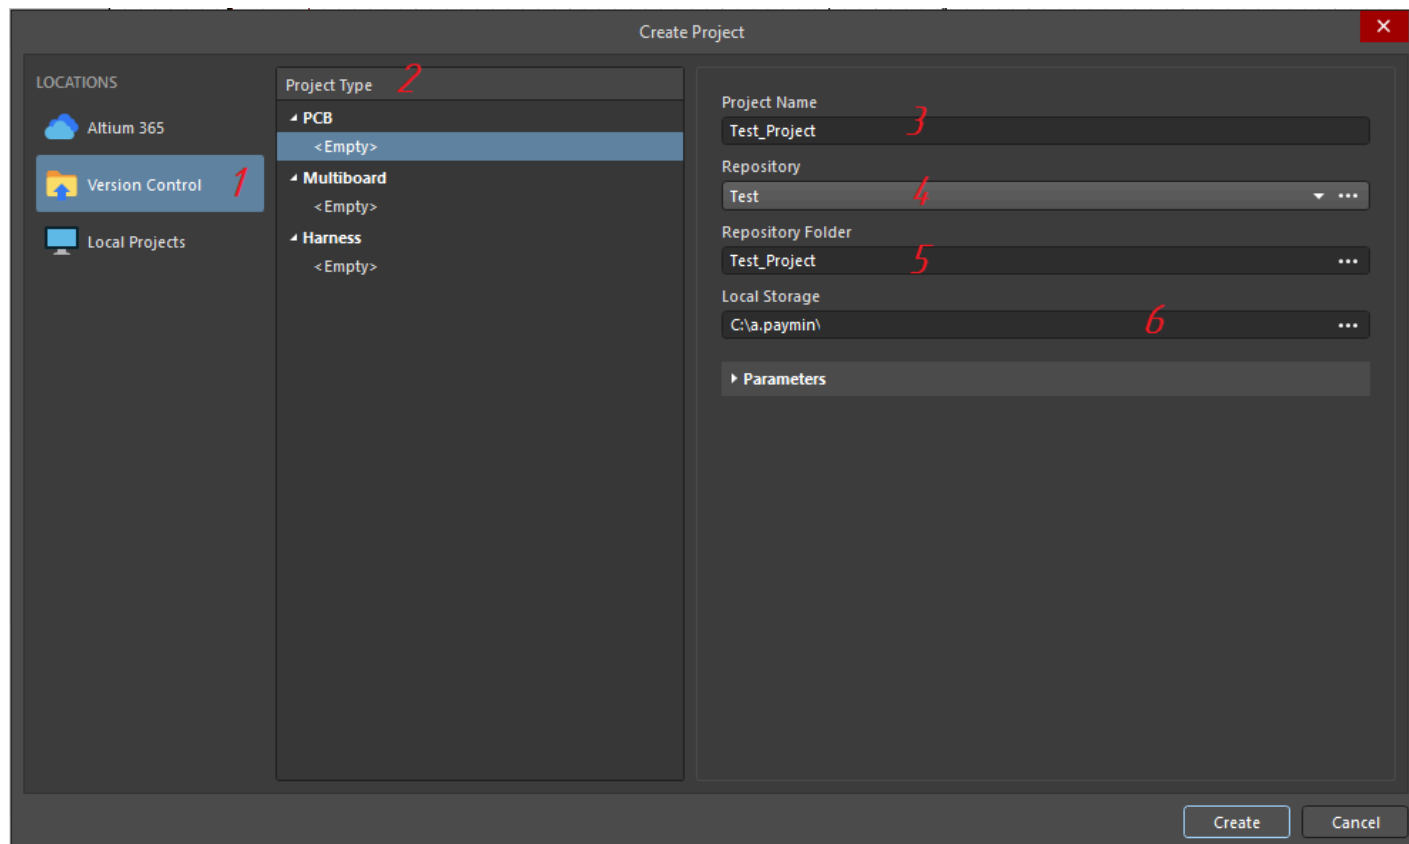 Create Project
LOCATIONS
Altium 365
Version Control 1
Local Projects
Project Type 2
PCB
<Empty>
Multiboard
<Empty>
Harness
<Empty>
Project Name 3
Test_Project
Repository
Test 4
Repository Folder
Test_Project 5
Local Storage
C:\a.paymin\ 6
Parameters
Create Cancel